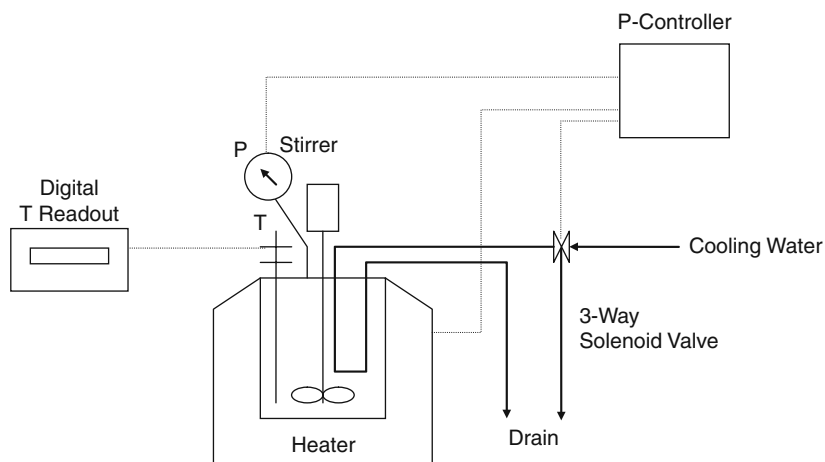 P-Controller
P
Stirrer
Digital
T Readout
T
Cooling Water
3-Way
Solenoid Valve
Heater
Drain